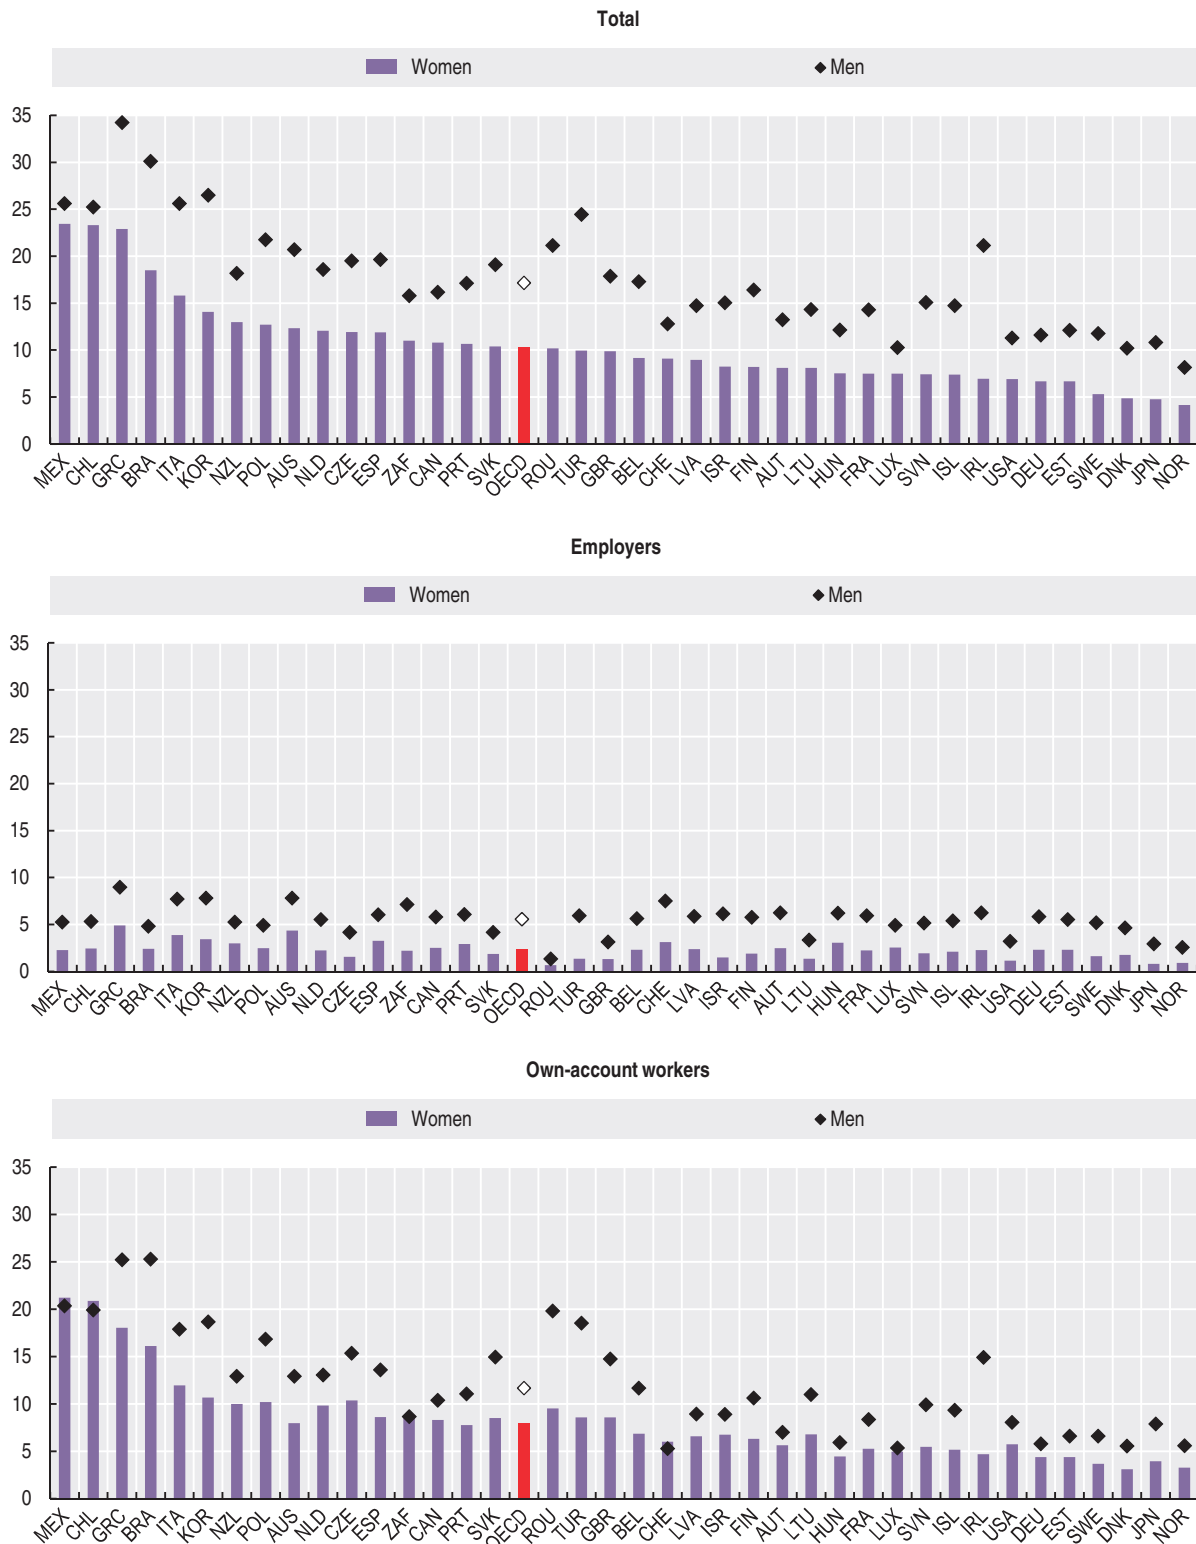 Total
Women Men
35
30
25
20
15
10
5
0
MEX CHL GRC BRA ITA KOR NZL POL AUS NLD CZE ESP ZAF CAN PRT SVK OECD ROU TUR GBR BEL CHE LVA ISR FIN AUT LTU HUN FRA LUX SVN ISL IRL USA DEU EST SWE DNK JPN NOR
Employers
Women Men
35
30
25
20
15
10
5
0
MEX CHL GRC BRA ITA KOR NZL POL AUS NLD CZE ESP ZAF CAN PRT SVK OECD ROU TUR GBR BEL CHE LVA ISR FIN AUT LTU HUN FRA LUX SVN ISL IRL USA DEU EST SWE DNK JPN NOR
Own-account workers
Women Men
35
30
25
20
15
10
5
0
MEX CHL GRC BRA ITA KOR NZL POL AUS NLD CZE ESP ZAF CAN PRT SVK OECD ROU TUR GBR BEL CHE LVA ISR FIN AUT LTU HUN FRA LUX SVN ISL IRL USA DEU EST SWE DNK JPN NOR